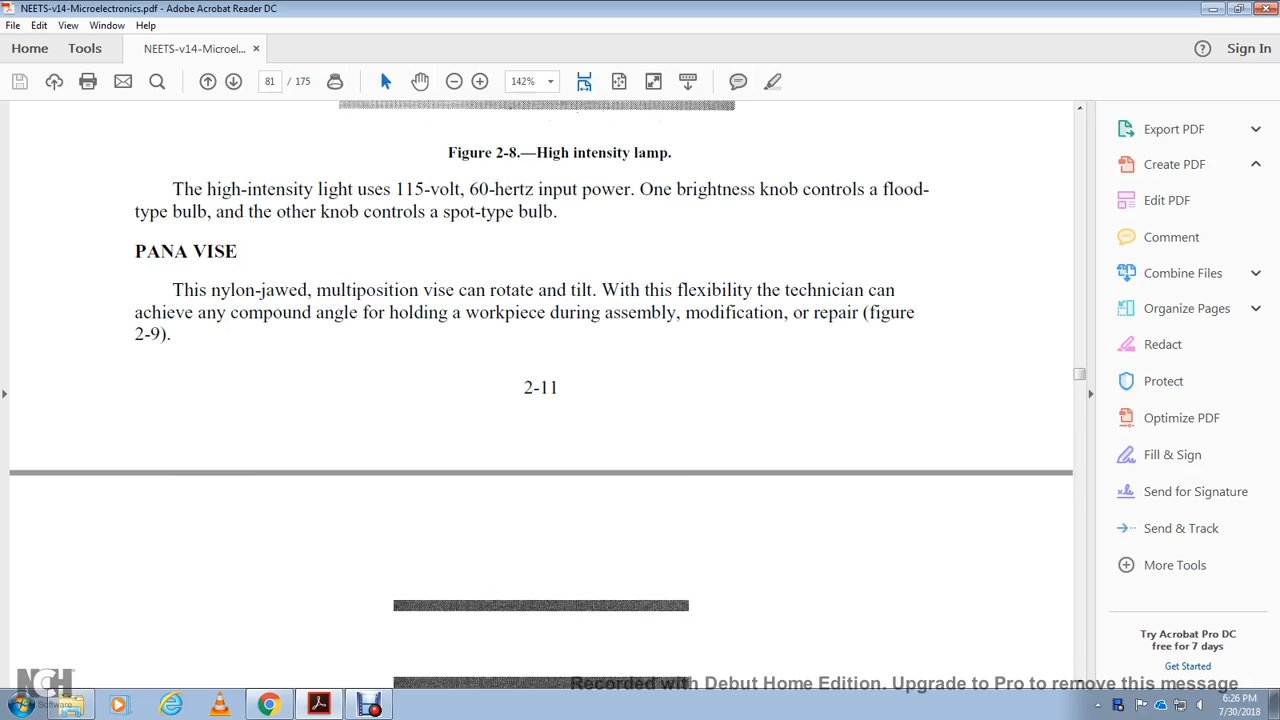 NEETS-v14-Microelectronics.pdf - Adobe Acrobat Reader DC
File Edit View Window Help
Home Tools NEETS-v14-Microel... × Sign In
81 / 175 142%
Figure 2-8.—High intensity lamp.
The high-intensity light uses 115-volt, 60-hertz input power. One brightness knob controls a flood-
type bulb, and the other knob controls a spot-type bulb.
PANA VISE
This nylon-jawed, multiposition vise can rotate and tilt. With this flexibility the technician can
achieve any compound angle for holding a workpiece during assembly, modification, or repair (figure
2-9).
2-11
Export PDF
Create PDF
Edit PDF
Comment
Combine Files
Organize Pages
Redact
Protect
Optimize PDF
Fill & Sign
Send for Signature
Send & Track
More Tools
Try Acrobat Pro DC
free for 7 days
Get Started
NCH
Software
Recorded with Debut Home Edition. Upgrade to Pro to remove this message
6:26 PM
7/30/2018